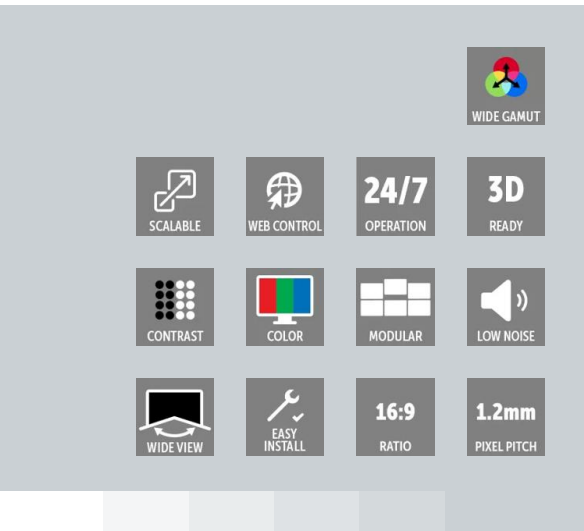 WIDE GAMUT
SCALABLE
WEB CONTROL
24/7
OPERATION
3D
READY
CONTRAST
COLOR
MODULAR
LOW NOISE
WIDE VIEW
EASY
INSTALL
16:9
RATIO
1.2mm
PIXEL PITCH